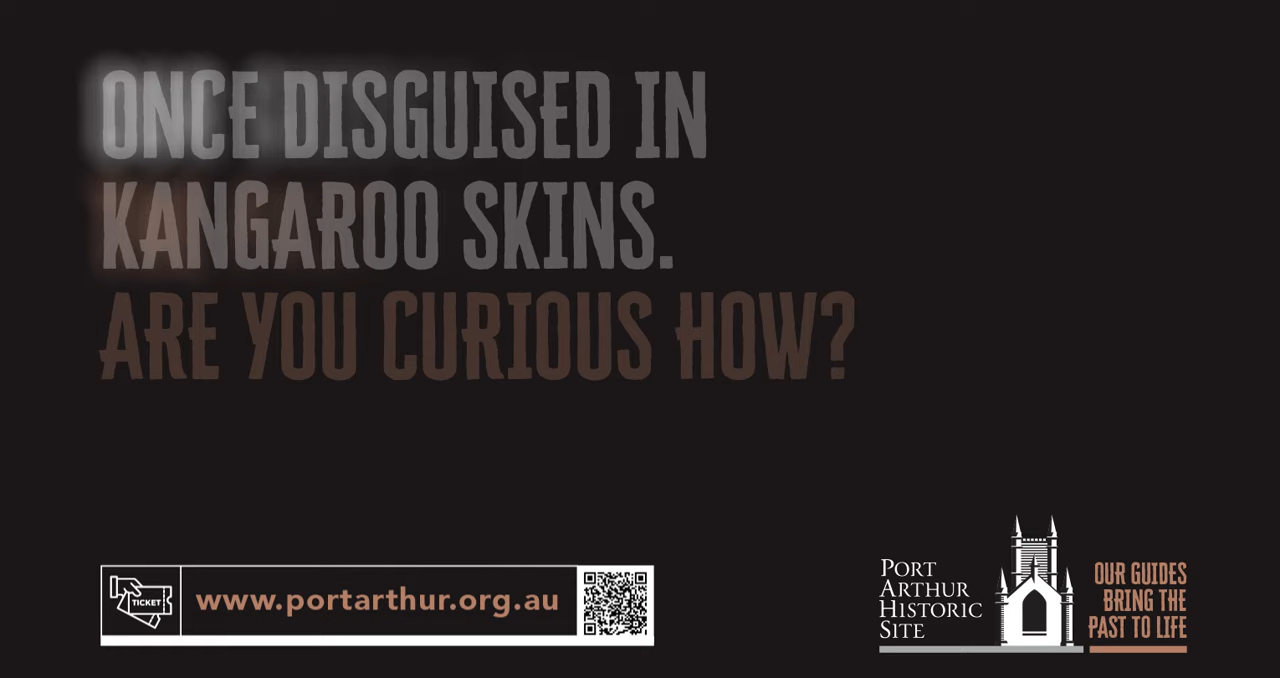 ONCE DISGUISED IN
KANGAROO SKINS.
ARE YOU CURIOUS HOW?
TICKET
www.portarthur.org.au
PORT
ARTHUR
HISTORIC
SITE
OUR GUIDES
BRING THE
PAST TO LIFE